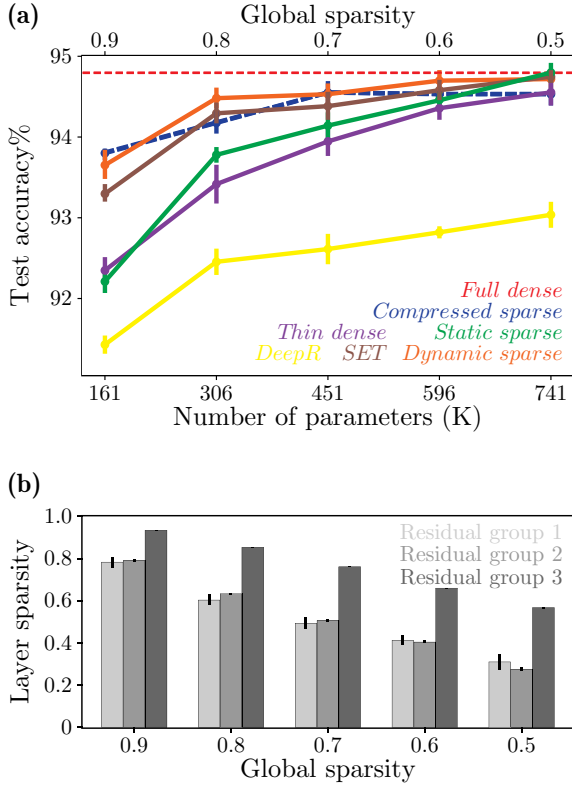 (a)
Global sparsity
0.9 0.8 0.7 0.6 0.5
Test accuracy%
95
94
93
92
Full dense
Compressed sparse
Thin dense Static sparse
DeepR SET Dynamic sparse
161 306 451 596 741
Number of parameters (K)
(b)
Layer sparsity
1.0
0.8
0.6
0.4
0.2
0
Residual group 1
Residual group 2
Residual group 3
0.9 0.8 0.7 0.6 0.5
Global sparsity